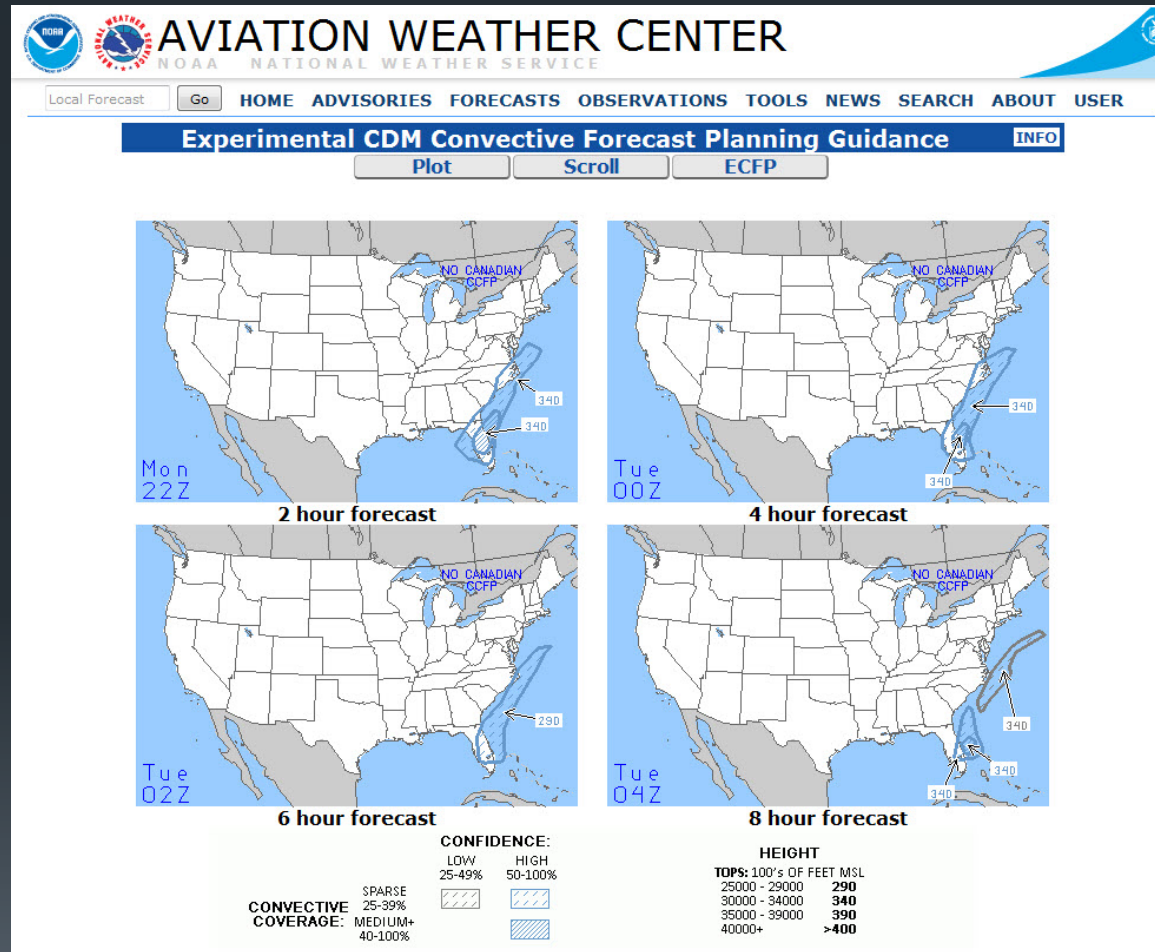 NOAA
AVIATION WEATHER CENTER
NOAA NATIONAL WEATHER SERVICE
Local Forecast Go HOME ADVISORIES FORECASTS OBSERVATIONS TOOLS NEWS SEARCH ABOUT USER
Experimental CDM Convective Forecast Planning Guidance INFO
Plot Scroll ECFP
NO CANADIAN
CCFP
340
340
Mon
22Z
2 hour forecast
NO CANADIAN
CCFP
340
340
Tue
00Z
4 hour forecast
NO CANADIAN
CCFP
290
Tue
02Z
6 hour forecast
NO CANADIAN
CCFP
340
340
340
Tue
04Z
8 hour forecast
CONFIDENCE:
LOW HIGH
25-49% 50-100%
CONVECTIVE COVERAGE:
SPARSE
25-39%
MEDIUM+
40-100%
HEIGHT
TOPS: 100's OF FEET MSL
25000 - 29000 290
30000 - 34000 340
35000 - 39000 390
40000+ >400